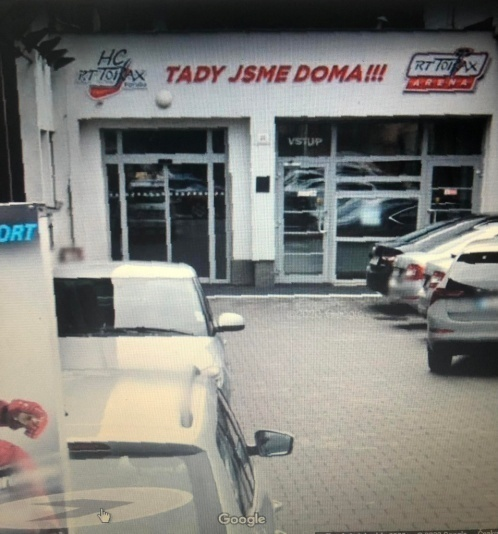 HC
RT TORAX
TADY JSME DOMA!!!
RT TORAX
ARENA
VSTUP
ORT
Google